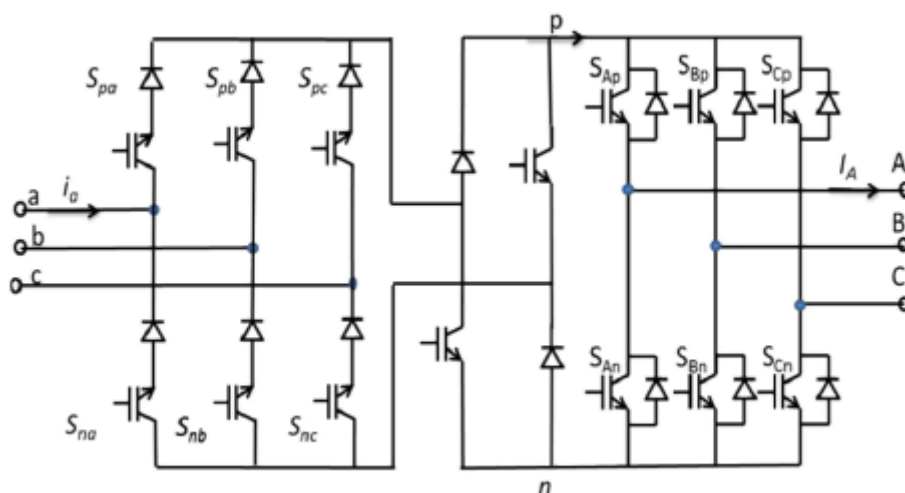 p
S_pa S_pb S_pc
S_Ap S_Bp S_Cp
a i_a
b
c
I_A A
B
C
S_An S_Bn S_Cn
S_na S_nb S_nc
n